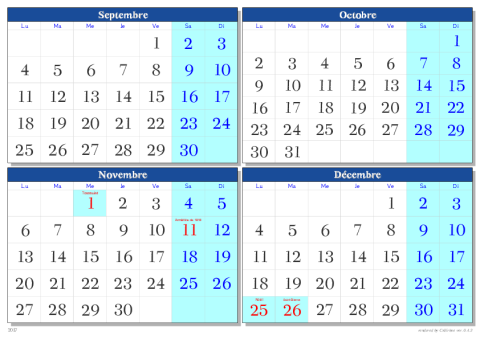 Septembre
Lu Ma Me Je Ve Sa Di
1 2 3
4 5 6 7 8 9 10
11 12 13 14 15 16 17
18 19 20 21 22 23 24
25 26 27 28 29 30
Octobre
Lu Ma Me Je Ve Sa Di
1
2 3 4 5 6 7 8
9 10 11 12 13 14 15
16 17 18 19 20 21 22
23 24 25 26 27 28 29
30 31
Novembre
Lu Ma Me Je Ve Sa Di
Toussaint
1 2 3 4 5
6 7 8 9 10 11 12
13 14 15 16 17 18 19
20 21 22 23 24 25 26
27 28 29 30
Décembre
Lu Ma Me Je Ve Sa Di
1 2 3
4 5 6 7 8 9 10
11 12 13 14 15 16 17
18 19 20 21 22 23 24
Noël
25 26 27 28 29 30 31